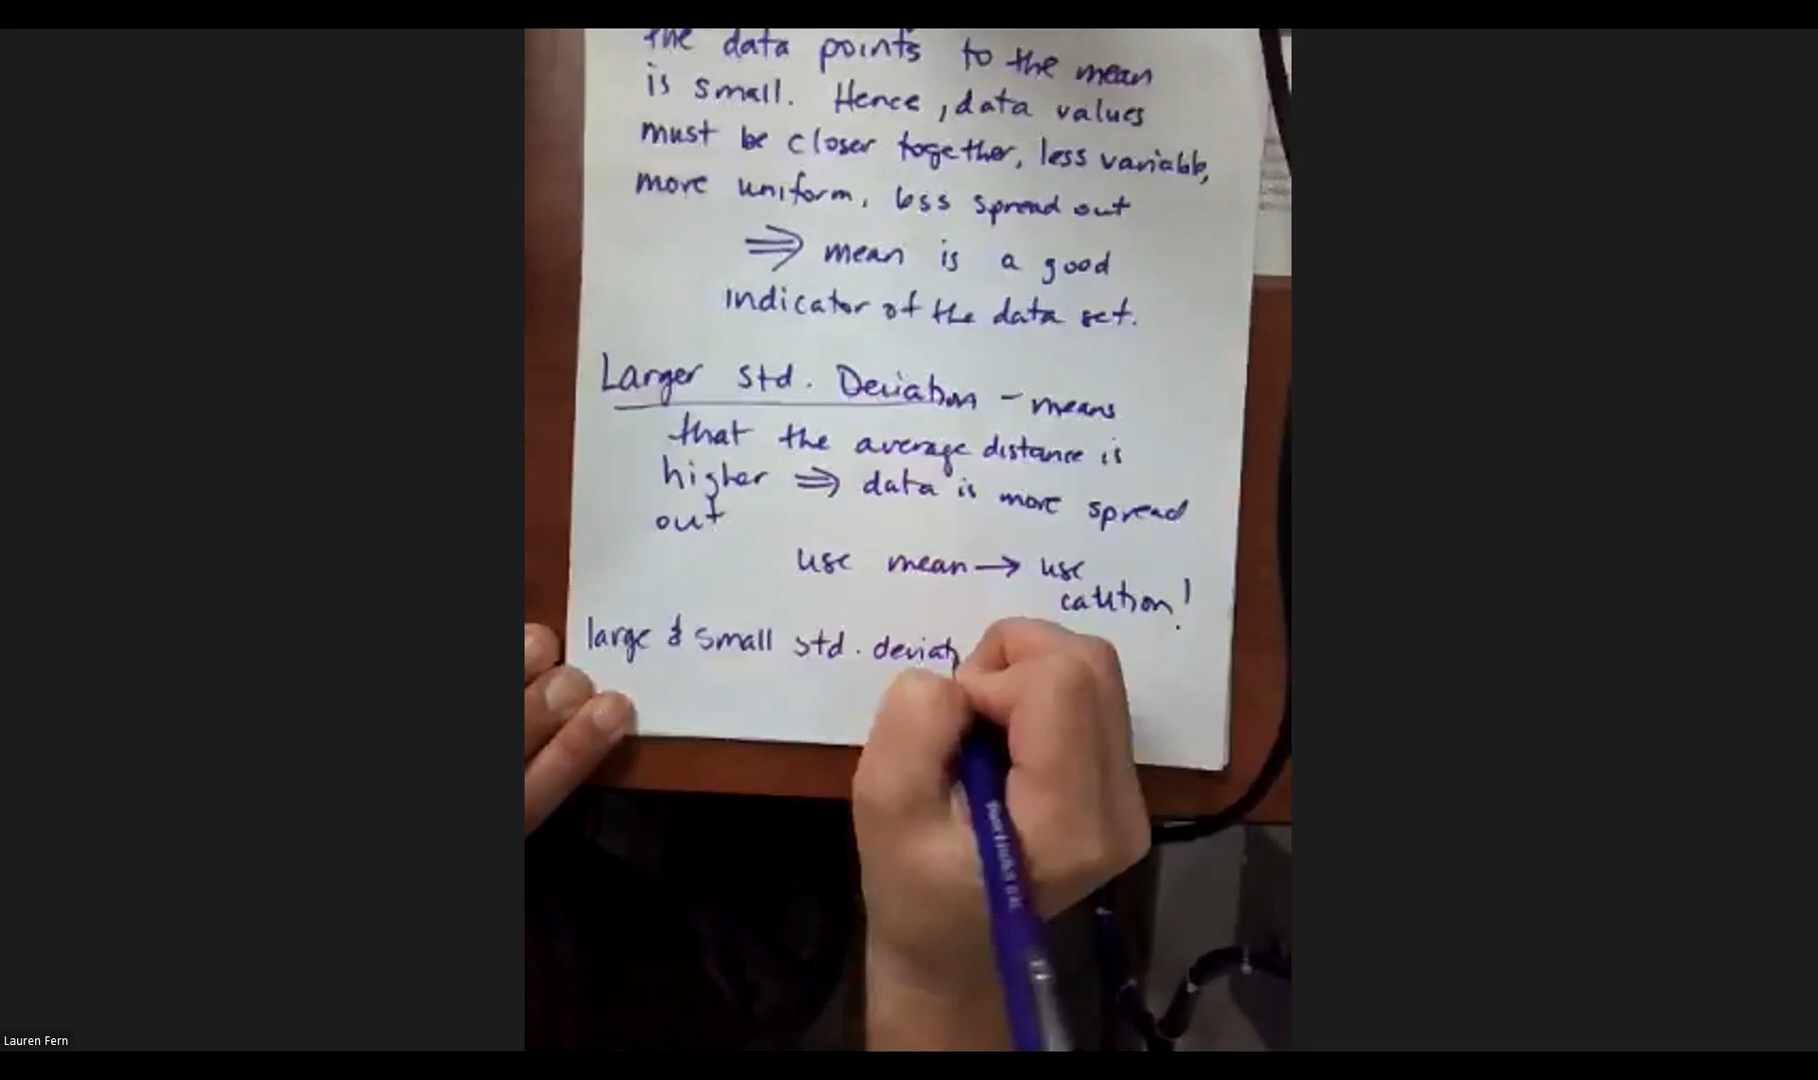 the data points to the mean
is small. Hence, data values
must be closer together, less variable,
more uniform, less spread out
⇒ mean is a good
indicator of the data set.
Larger std. Deviation - means
that the average distance is
higher ⇒ data is more spread
out
use mean → use
caution!
large & small std. deviat
Lauren Fern